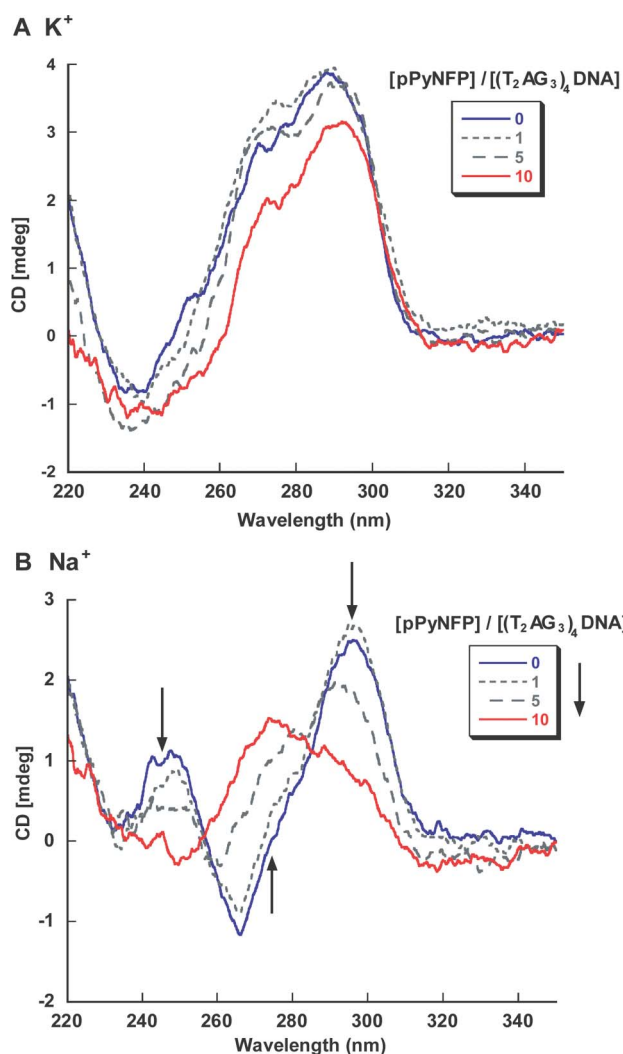 A K⁺
[pPyNFP] / [(T₂AG₃)₄ DNA]
0
1
5
10
CD [mdeg]
4
3
2
1
0
-1
-2
220 240 260 280 300 320 340
Wavelength (nm)
B Na⁺
[pPyNFP] / [(T₂AG₃)₄ DNA]
0
1
5
10
CD [mdeg]
3
2
1
0
-1
-2
220 240 260 280 300 320 340
Wavelength (nm)